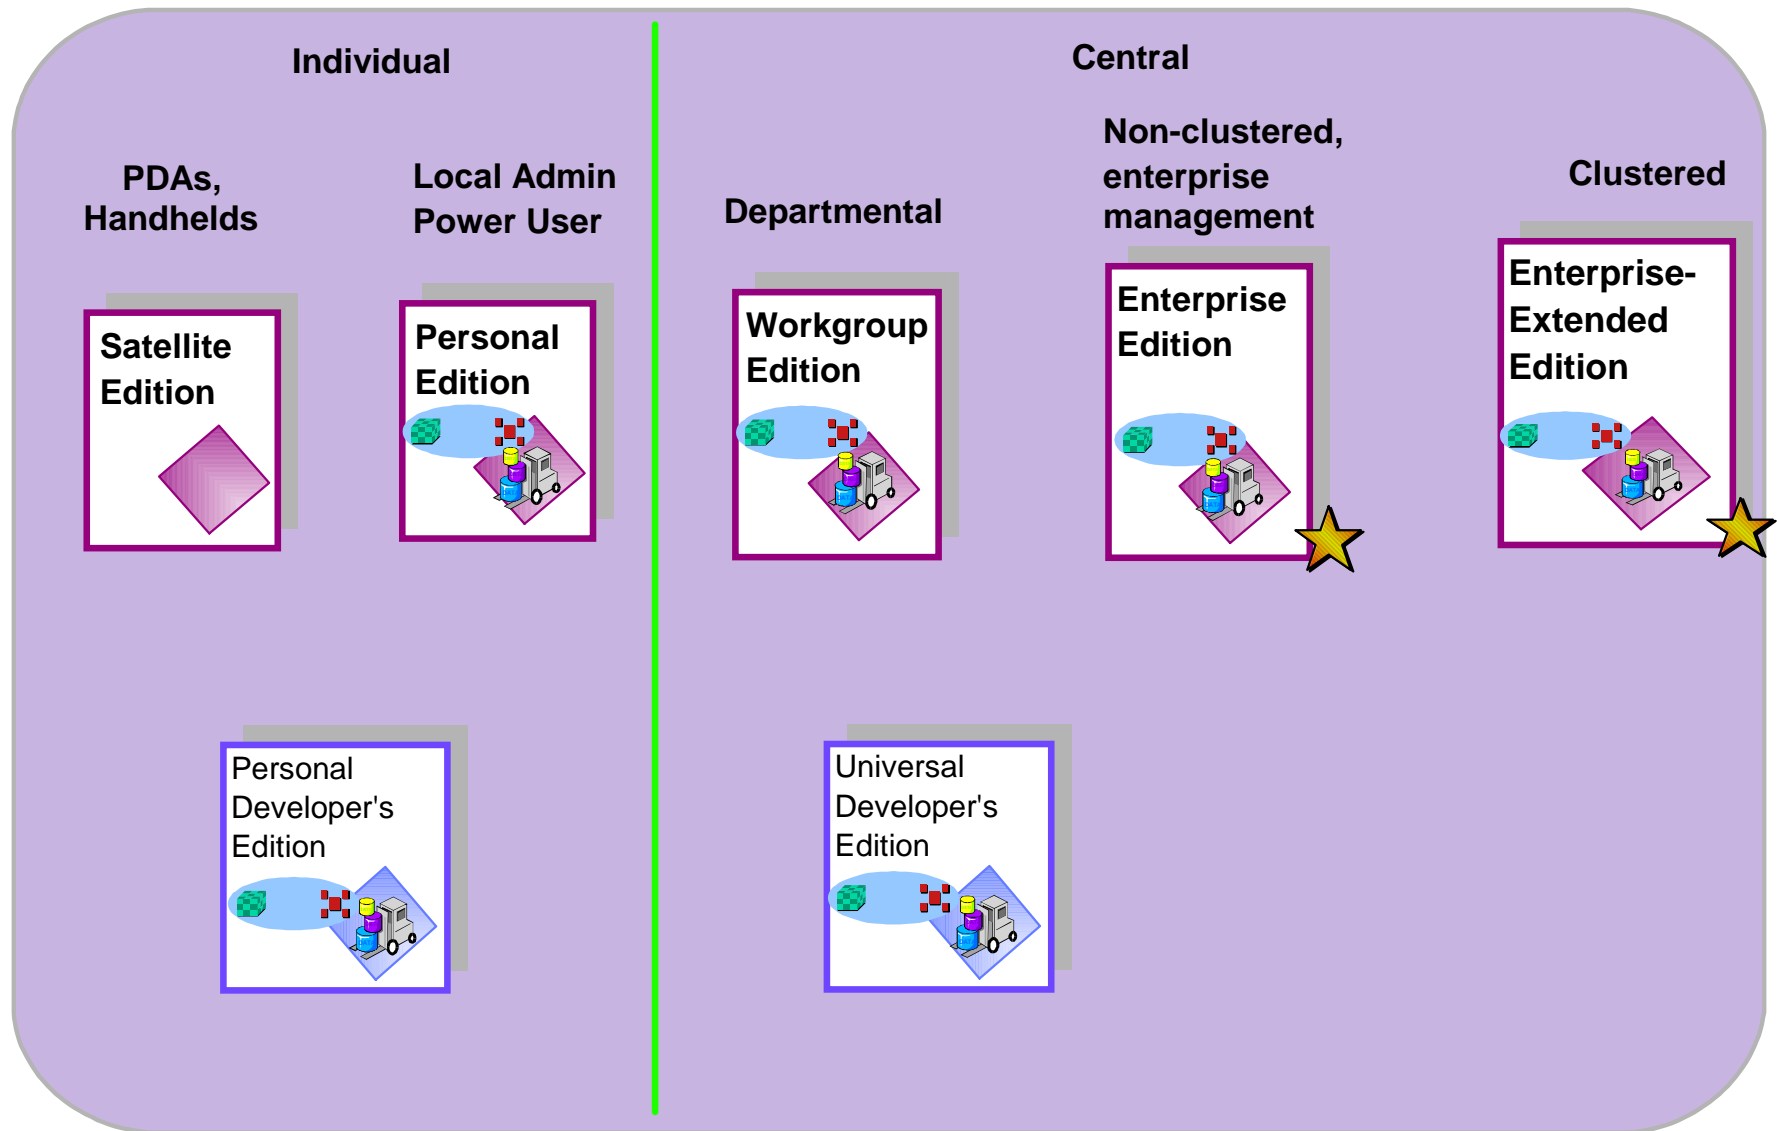 Individual
Central
PDAs,
Handhelds
Local Admin
Power User
Departmental
Non-clustered,
enterprise
management
Clustered
Satellite
Edition
Personal
Edition
Workgroup
Edition
Enterprise
Edition
Enterprise-
Extended
Edition
Personal
Developer's
Edition
Universal
Developer's
Edition